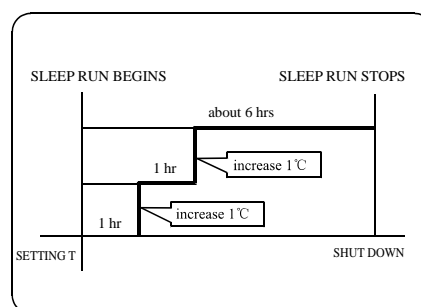 SLEEP RUN BEGINS SLEEP RUN STOPS
about 6 hrs
1 hr increase 1℃
1 hr increase 1℃
SETTING T SHUT DOWN